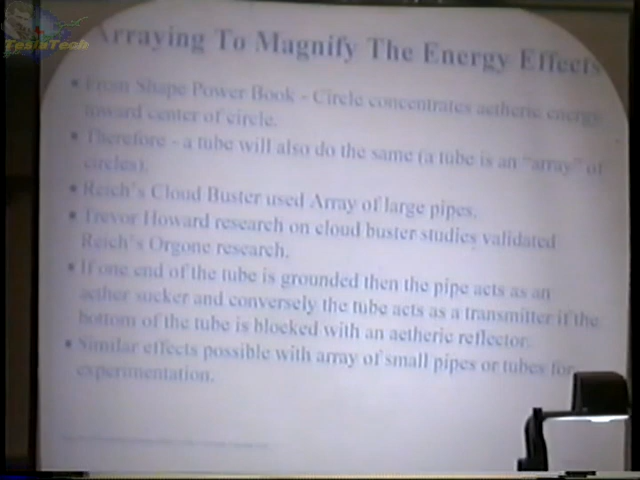 TeslaTech
Arraying To Magnify The Energy Effects
• From Shape Power Book - Circle concentrates aetheric energy
toward center of circle.
• Therefore - a tube will also do the same (a tube is an "array" of
circles).
• Reich's Cloud Buster used Array of large pipes.
• Trevor Howard research on cloud buster studies validated
Reich's Orgone research.
• If one end of the tube is grounded then the pipe acts as an
aether sucker and conversely the tube acts as a transmitter if the
bottom of the tube is blocked with an aetheric reflector.
• Similar effects possible with array of small pipes or tubes for
experimentation.